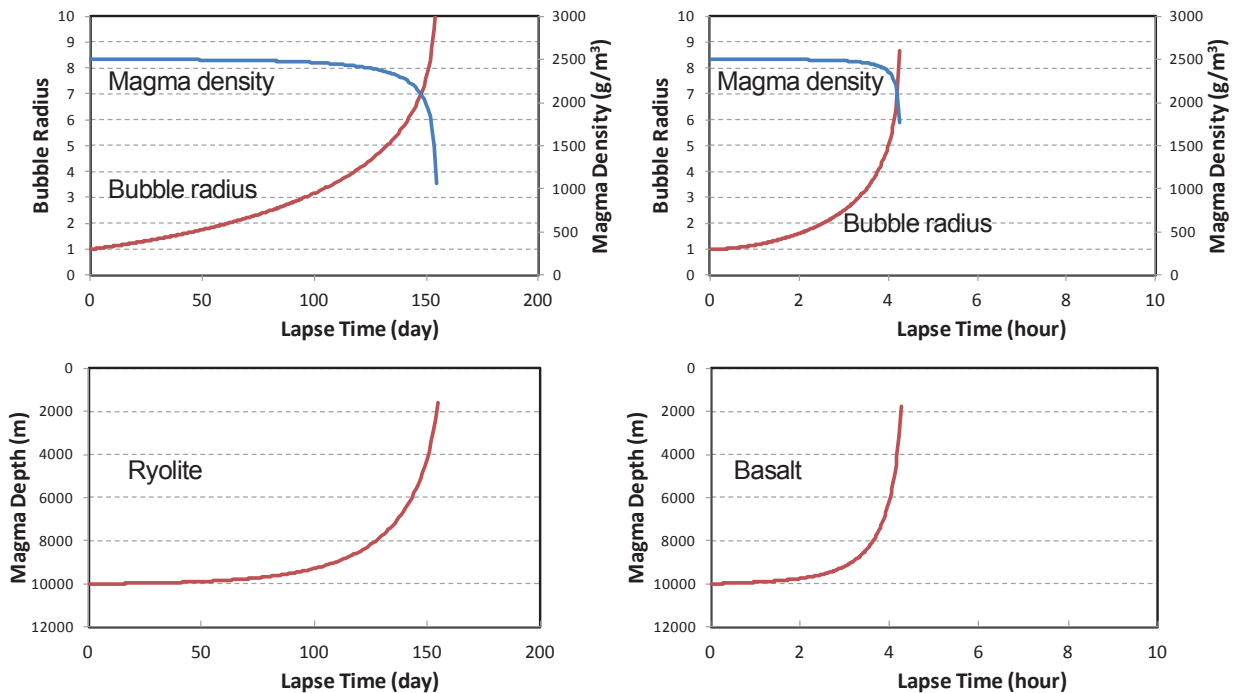 10
9
8
7
6
5
4
3
2
1
0
Bubble Radius
Magma density
Bubble radius
3000
2500
2000
1500
1000
500
0
Magma Density (g/m³)
0 50 100 150 200
Lapse Time (day)
10
9
8
7
6
5
4
3
2
1
0
Bubble Radius
Magma density
Bubble radius
3000
2500
2000
1500
1000
500
0
Magma Density (g/m³)
0 2 4 6 8 10
Lapse Time (hour)
0
2000
4000
6000
8000
10000
12000
Magma Depth (m)
Ryolite
0 50 100 150 200
Lapse Time (day)
0
2000
4000
6000
8000
10000
12000
Magma Depth (m)
Basalt
0 2 4 6 8 10
Lapse Time (hour)